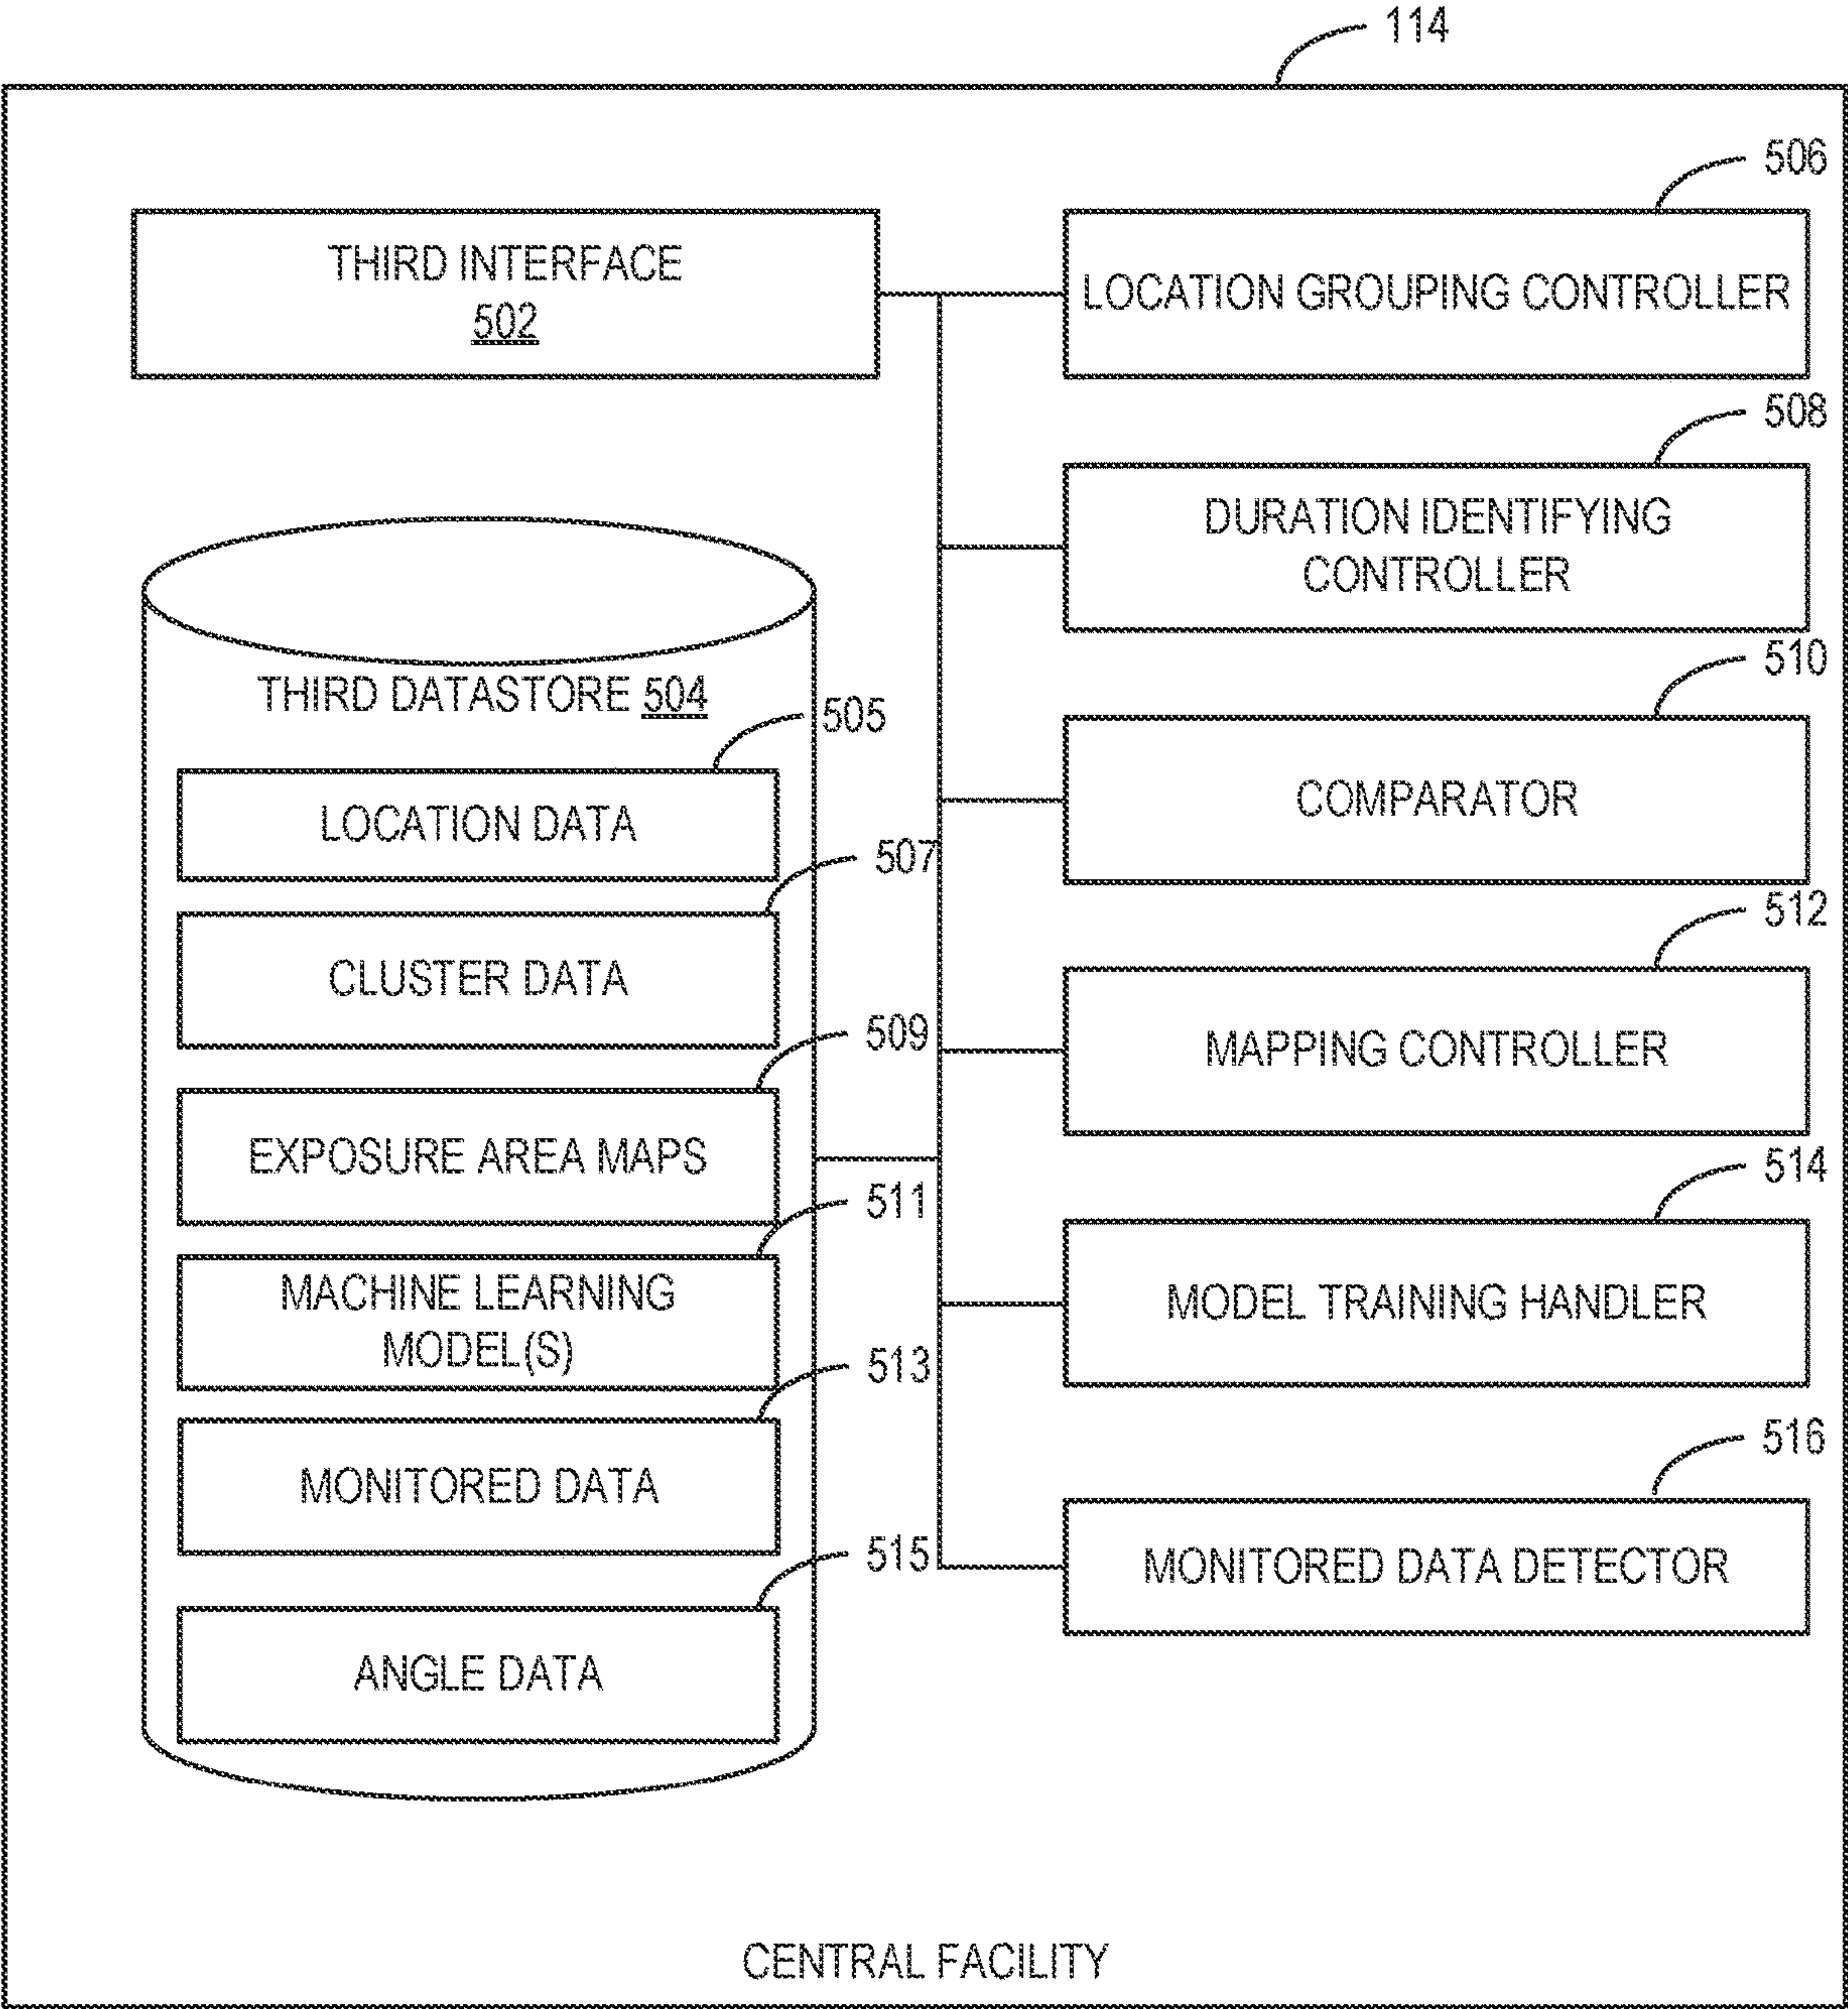 114
506
THIRD INTERFACE
502
LOCATION GROUPING CONTROLLER
508
DURATION IDENTIFYING
CONTROLLER
THIRD DATASTORE 504
505
510
LOCATION DATA
COMPARATOR
507
CLUSTER DATA
512
509
MAPPING CONTROLLER
EXPOSURE AREA MAPS
514
511
MACHINE LEARNING
MODEL(S)
MODEL TRAINING HANDLER
513
MONITORED DATA
516
515
MONITORED DATA DETECTOR
ANGLE DATA
CENTRAL FACILITY